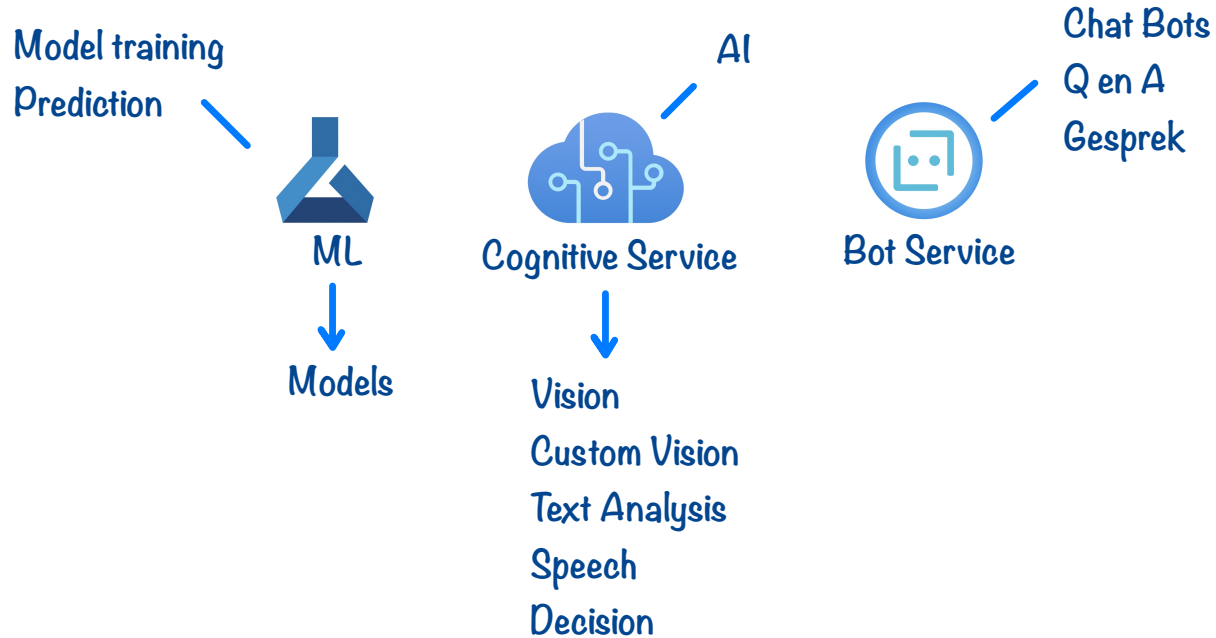 Model training
Prediction
ML
Models
AI
Cognitive Service
Vision
Custom Vision
Text Analysis
Speech
Decision
Chat Bots
Q en A
Gesprek
Bot Service